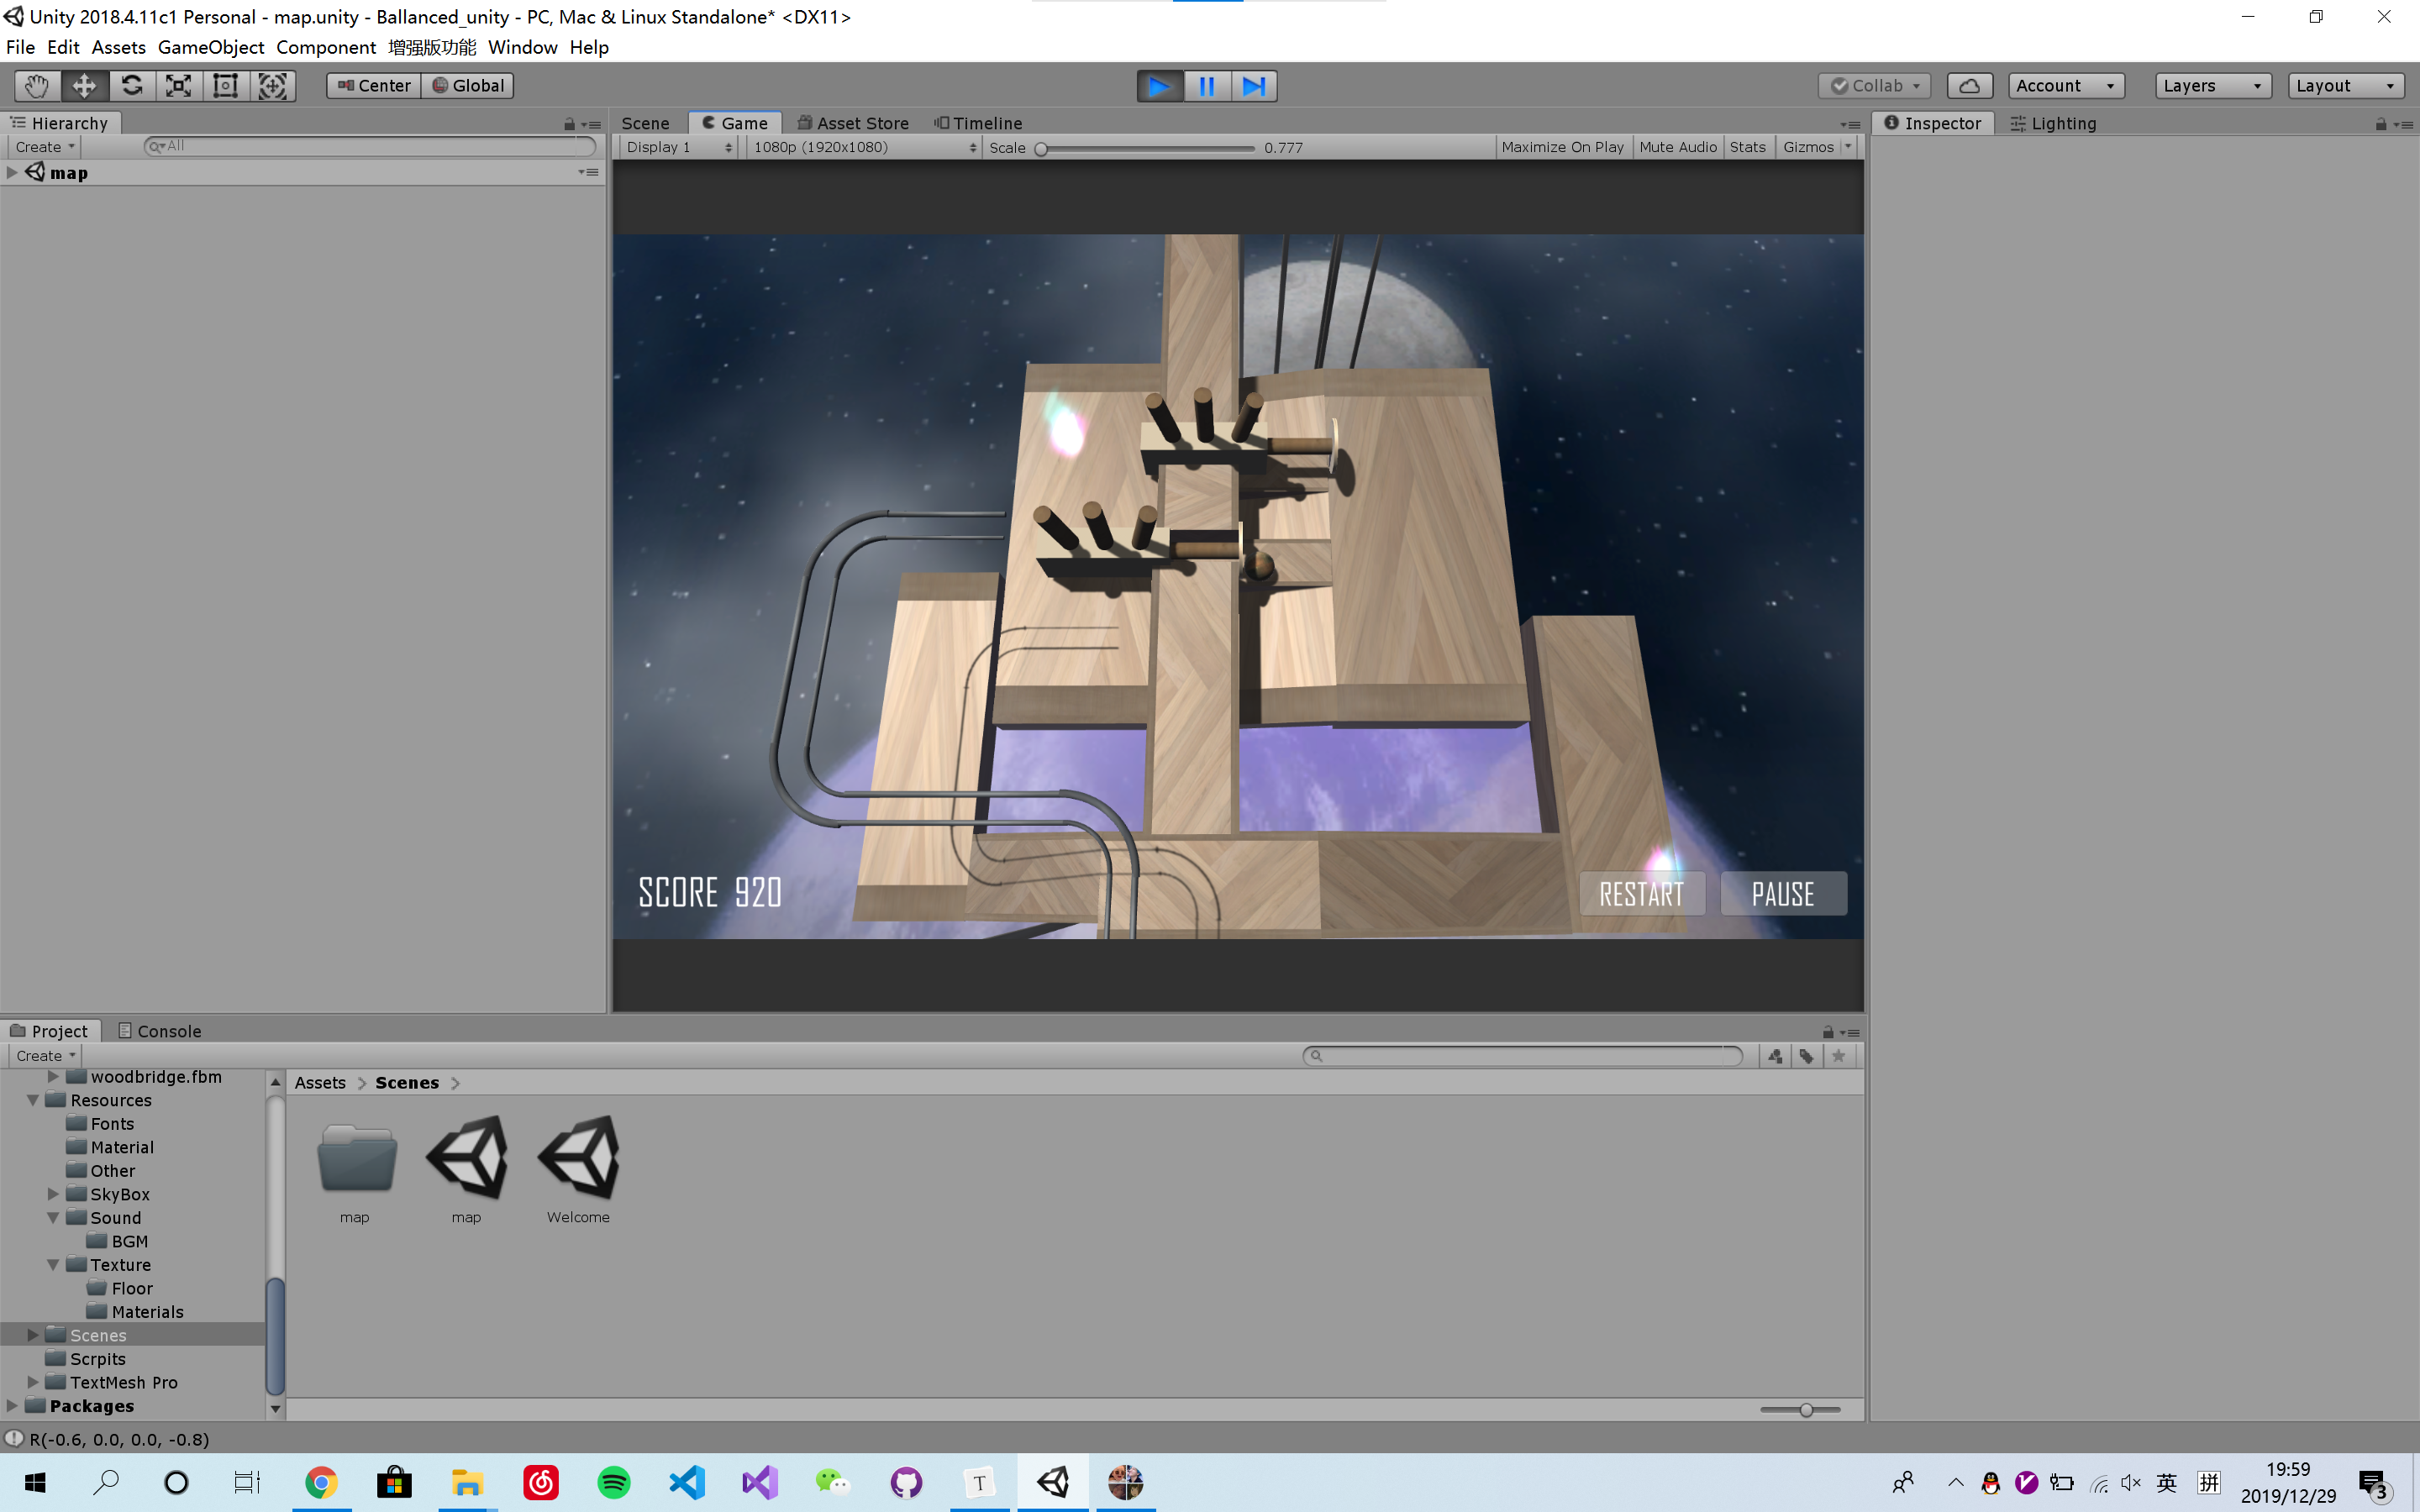 Unity 2018.4.11c1 Personal - map.unity - Ballanced_unity - PC, Mac & Linux Standalone* <DX11>
File Edit Assets GameObject Component 增强版功能 Window Help
Center Global Collab Account Layers Layout
Hierarchy Scene Game Asset Store Timeline Inspector Lighting
Create All Display 1 1080p (1920x1080) Scale 0.777 Maximize On Play Mute Audio Stats Gizmos
map
SCORE 920 RESTART PAUSE
Project Console
Create
woodbridge.fbm Assets Scenes
Resources
Fonts
Material
Other
SkyBox
Sound map map Welcome
BGM
Texture
Floor
Materials
Scenes
Scrpits
TextMesh Pro
Packages
R(-0.6, 0.0, 0.0, -0.8)
T 英 拼 19:59
2019/12/29 3